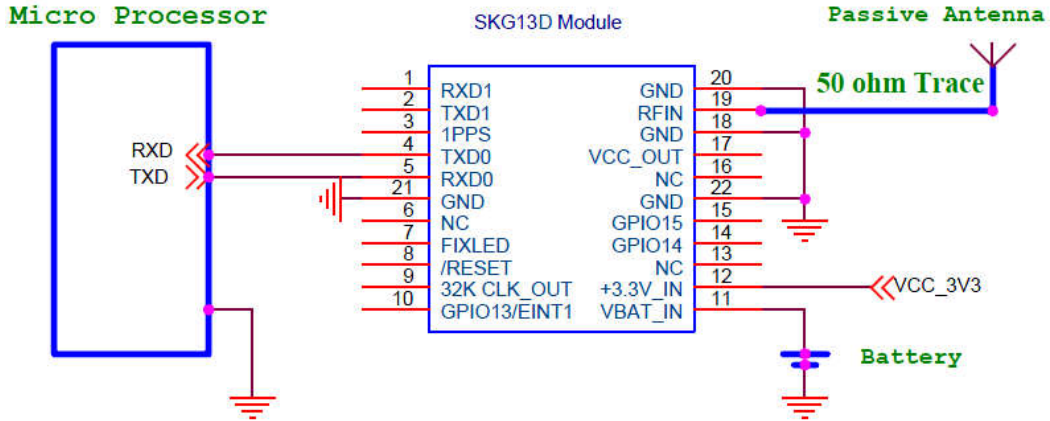 Micro Processor
SKG13D Module
Passive Antenna
50 ohm Trace
RXD
TXD
1 RXD1
2 TXD1
3 1PPS
4 TXD0
5 RXD0
21 GND
6 NC
7 FIXLED
8 /RESET
9 32K CLK_OUT
10 GPIO13/EINT1
GND 20
RFIN 19
GND 18
VCC_OUT 17
NC 16
GND 22
GPIO15 15
GPIO14 14
NC 13
+3.3V_IN 12
VBAT_IN 11
VCC_3V3
Battery